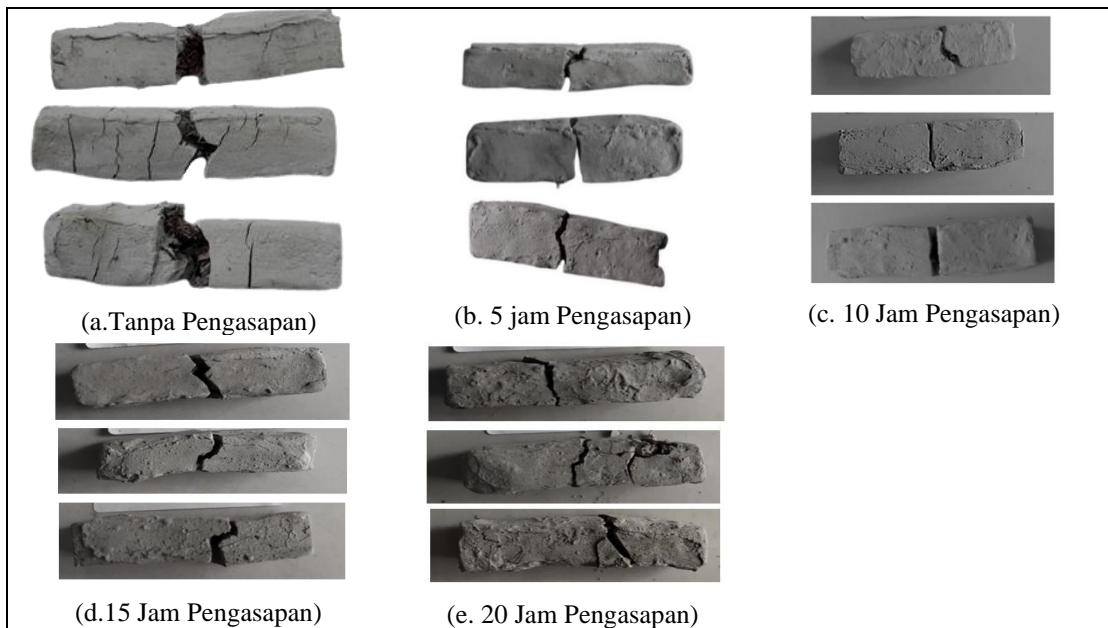 (a.Tanpa Pengasapan)
(b. 5 jam Pengasapan)
(c. 10 Jam Pengasapan)
(d.15 Jam Pengasapan)
(e. 20 Jam Pengasapan)